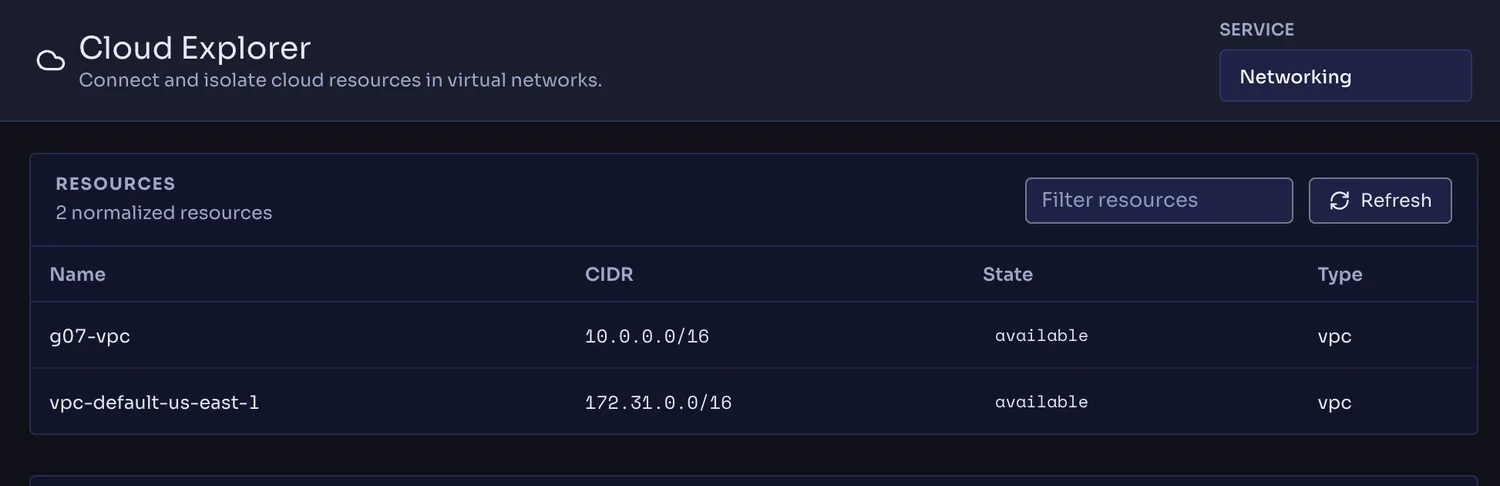 Cloud Explorer
Connect and isolate cloud resources in virtual networks.
SERVICE
Networking
RESOURCES
2 normalized resources
Filter resources
Refresh
Name CIDR State Type
g07-vpc 10.0.0.0/16 available vpc
vpc-default-us-east-1 172.31.0.0/16 available vpc